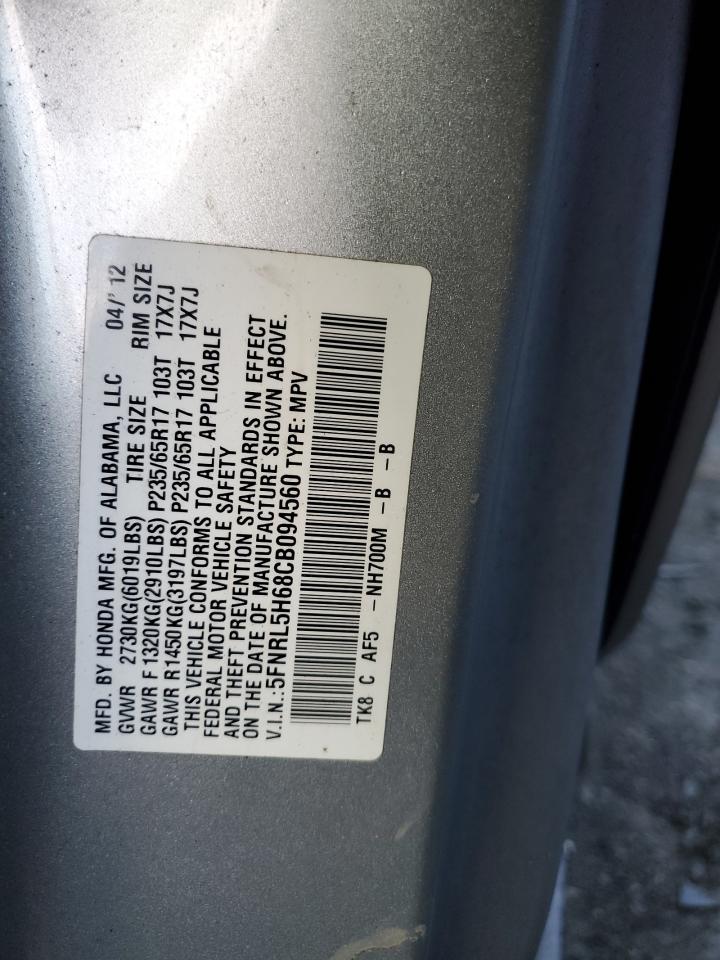 MFD. BY HONDA MFG. OF ALABAMA, LLC 04/' 12
GVWR 2730KG(6019LBS) TIRE SIZE RIM SIZE
GAWR F 1320KG(2910LBS) P235/65R17 103T 17X7J
GAWR R1450KG(3197LBS) P235/65R17 103T 17X7J
THIS VEHICLE CONFORMS TO ALL APPLICABLE
FEDERAL MOTOR VEHICLE SAFETY
AND THEFT PREVENTION STANDARDS IN EFFECT
ON THE DATE OF MANUFACTURE SHOWN ABOVE.
V.I.N.:5FNRL5H68CB094560 TYPE: MPV
TK8 C AF5 -NH700M -B -B